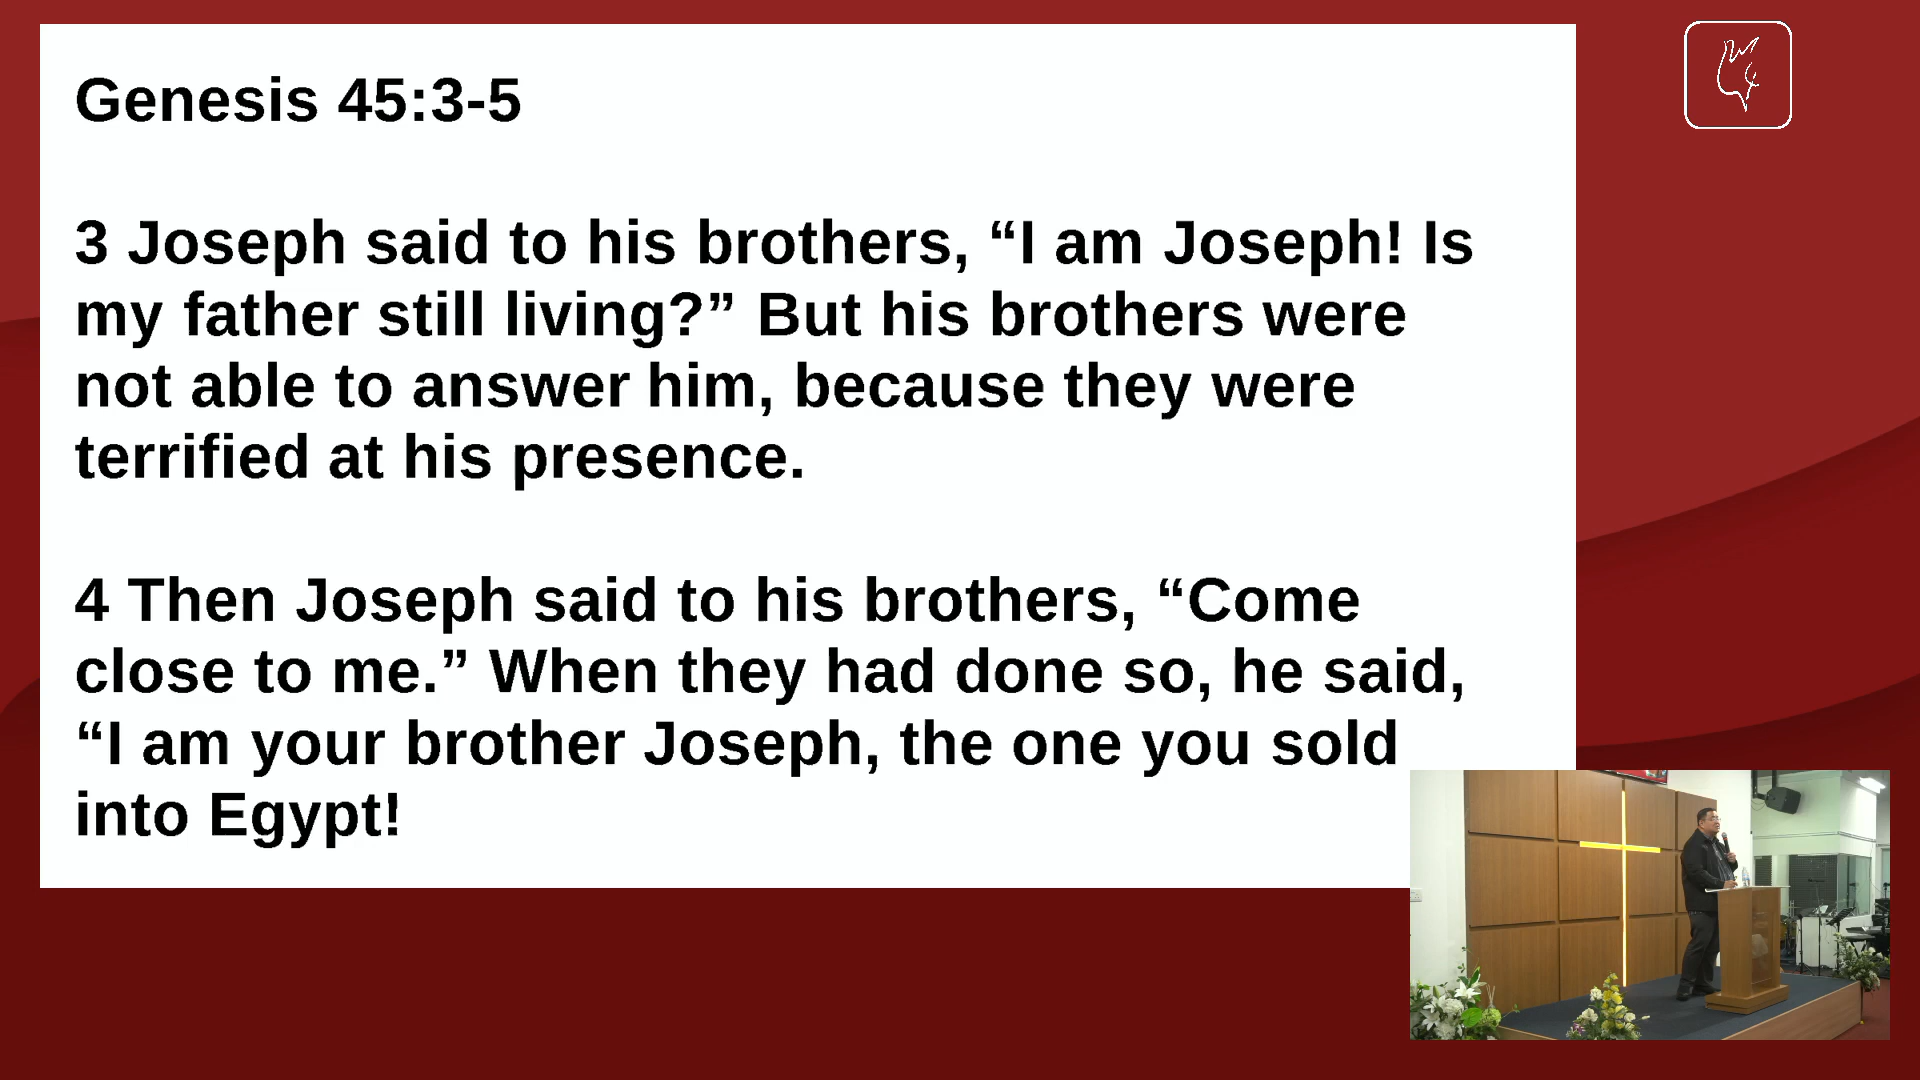 Genesis 45:3-5
3 Joseph said to his brothers, “I am Joseph! Is
my father still living?” But his brothers were
not able to answer him, because they were
terrified at his presence.
4 Then Joseph said to his brothers, “Come
close to me.” When they had done so, he said,
“I am your brother Joseph, the one you sold
into Egypt!